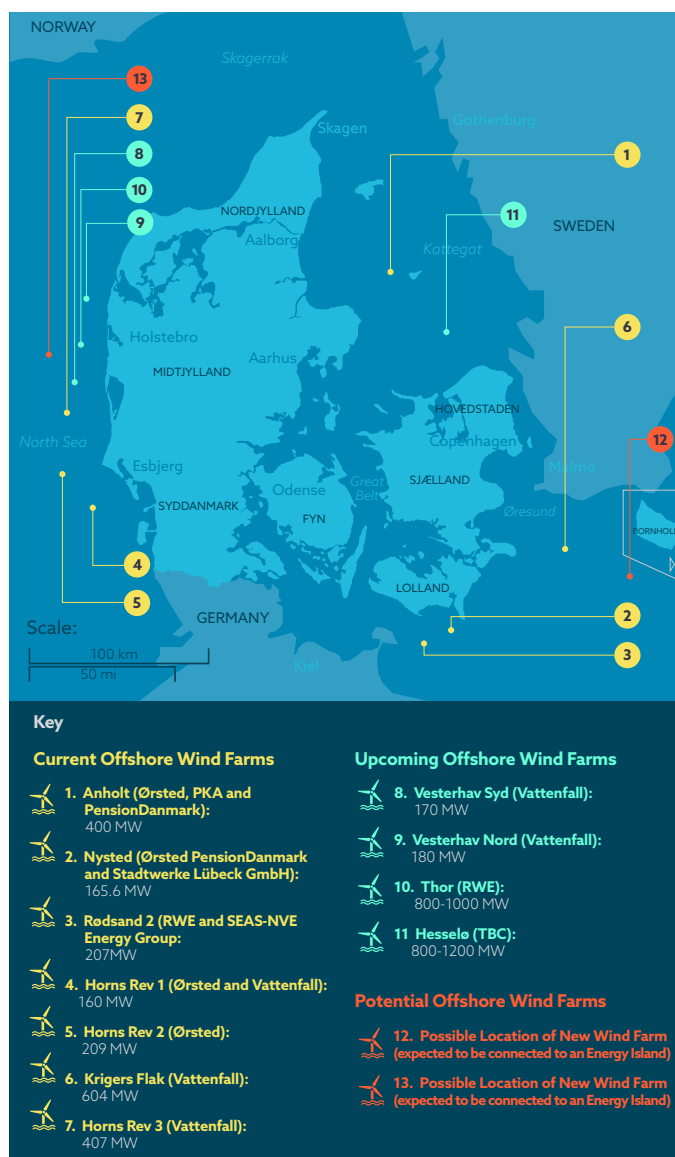 NORWAY
Skagerrak
13
7
8
10
9
Skagen
Gothenburg
1
NORDJYLLAND
Aalborg
11
SWEDEN
Kattegat
Holstebro
MIDTJYLLAND
Aarhus
6
HOVEDSTADEN
Copenhagen
12
North Sea
Esbjerg
Malmö
SYDDANMARK
Odense
FYN
Great
Belt
SJÆLLAND
Øresund
4
5
LOLLAND
GERMANY
2
3
Scale:
100 km
50 mi
Kiel
Key
Current Offshore Wind Farms
1. Anholt (Ørsted, PKA and
PensionDanmark):
400 MW
2. Nysted (Ørsted PensionDanmark
and Stadtwerke Lübeck GmbH):
165.6 MW
3. Rødsand 2 (RWE and SEAS-NVE
Energy Group:
207MW
4. Horns Rev 1 (Ørsted and Vattenfall):
160 MW
5. Horns Rev 2 (Ørsted):
209 MW
6. Krigers Flak (Vattenfall):
604 MW
7. Horns Rev 3 (Vattenfall):
407 MW
Upcoming Offshore Wind Farms
8. Vesterhav Syd (Vattenfall):
170 MW
9. Vesterhav Nord (Vattenfall):
180 MW
10. Thor (RWE):
800-1000 MW
11 Hesselø (TBC):
800-1200 MW
Potential Offshore Wind Farms
12. Possible Location of New Wind Farm
(expected to be connected to an Energy Island)
13. Possible Location of New Wind Farm
(expected to be connected to an Energy Island)